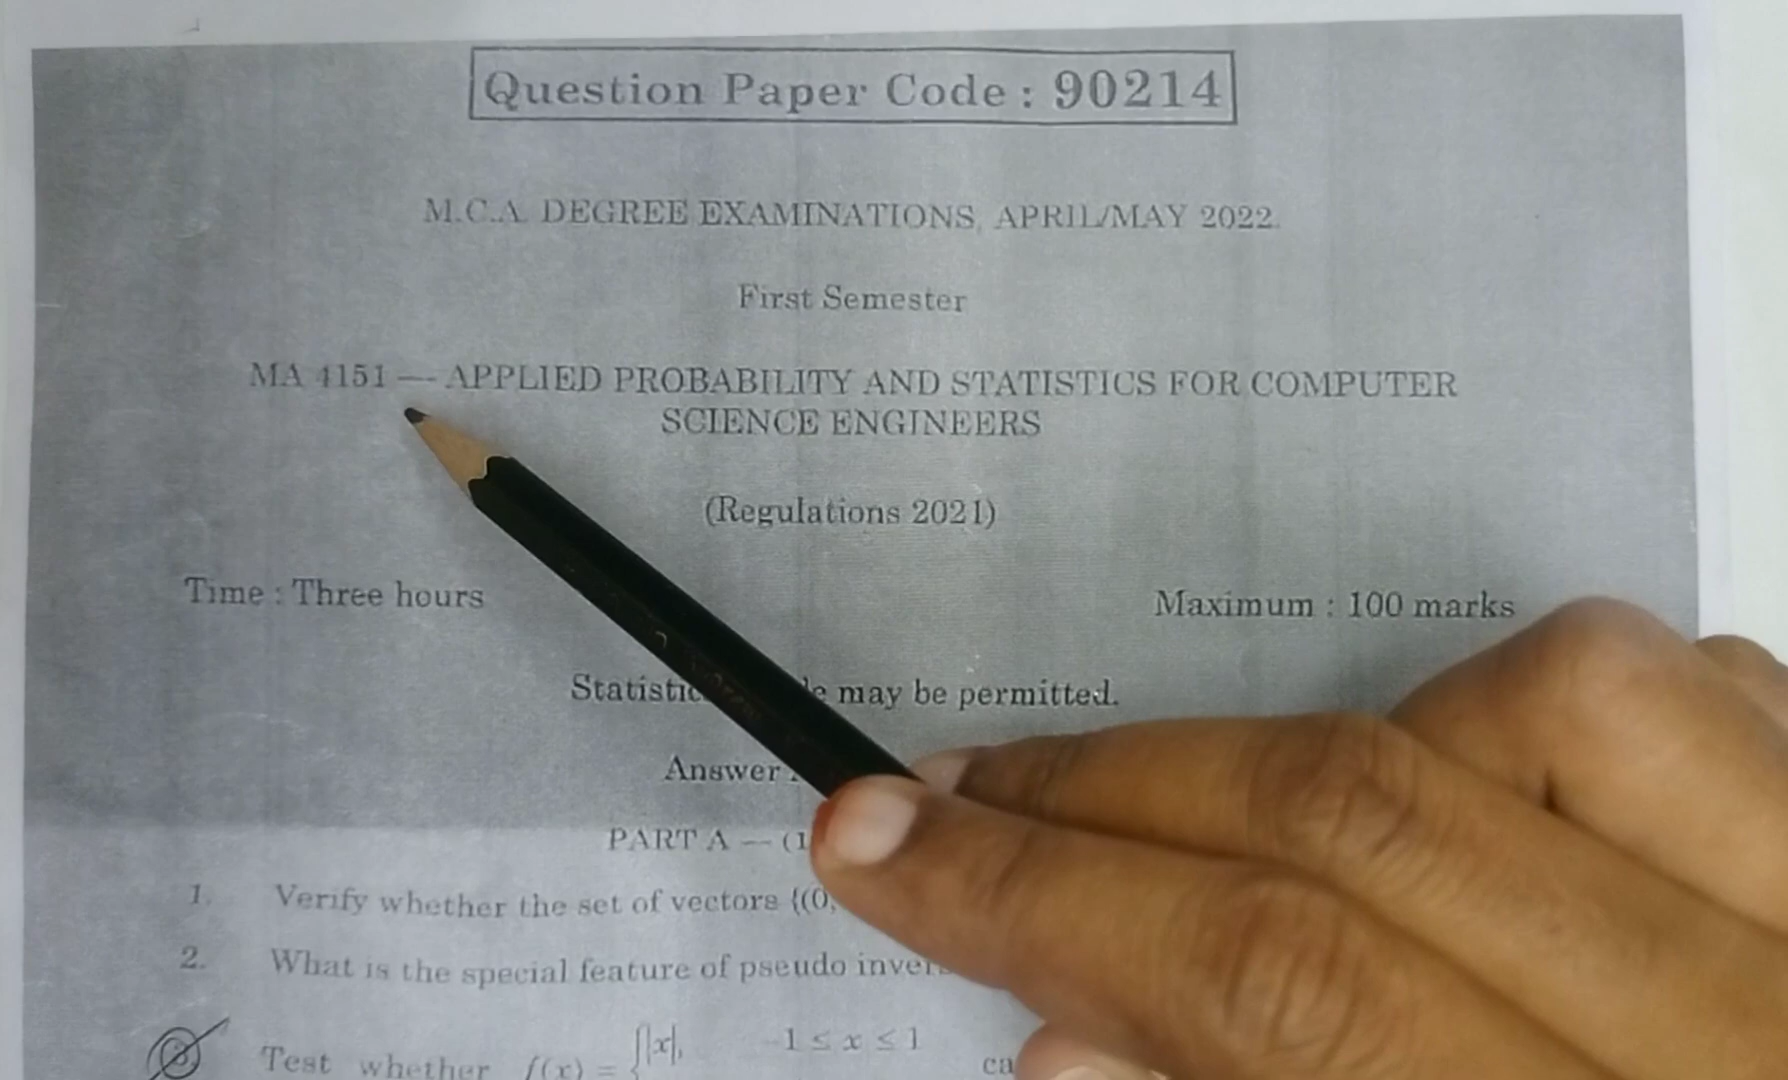 Question Paper Code : 90214
M.C.A. DEGREE EXAMINATIONS, APRIL/MAY 2022.
First Semester
MA 4151 — APPLIED PROBABILITY AND STATISTICS FOR COMPUTER
SCIENCE ENGINEERS
(Regulations 2021)
Time : Three hours
Maximum : 100 marks
may be permitted.
Answer
PART A — (1
1. Verify whether the set of vectors {(0,
2. What is the special feature of pseudo
3 Test whether f(x) = { |x|, -1 ≤ x ≤ 1